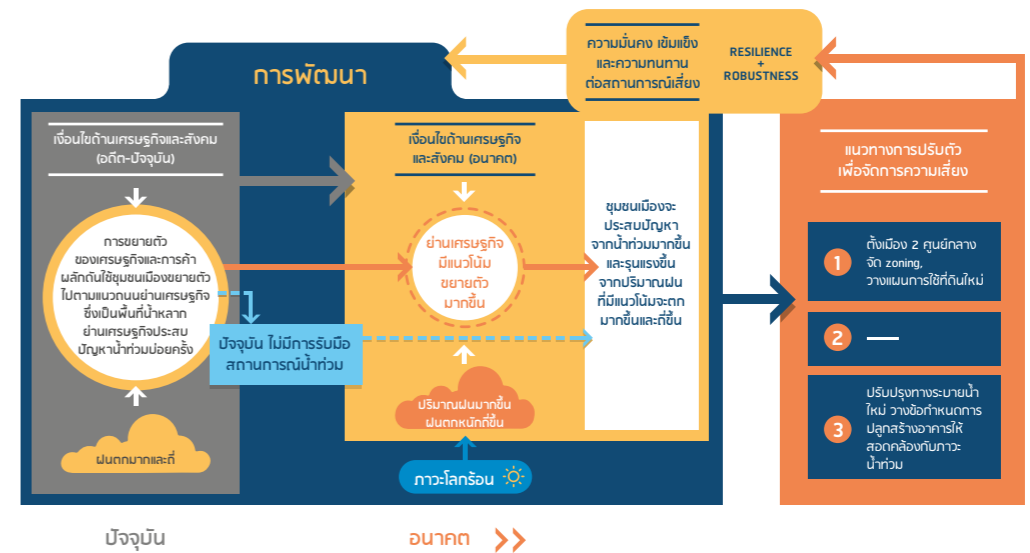 ความมั่นคง เข้มแข็ง
และความทนทาน
ต่อสถานการณ์เสี่ยง
RESILIENCE
+
ROBUSTNESS
การพัฒนา
เงื่อนไขด้านเศรษฐกิจและสังคม
(อดีต-ปัจจุบัน)
การขยายตัว
ของเศรษฐกิจและการค้า
ผลักดันใช้ชุมชนเมืองขยายตัว
ไปตามแนวถนนย่านเศรษฐกิจ
ซึ่งเป็นพื้นที่น้ำหลาก
ย่านเศรษฐกิจประสบ
ปัญหาน้ำท่วมบ่อยครั้ง
ฝนตกมากและถี่
ปัจจุบัน ไม่มีการรับมือ
สถานการณ์น้ำท่วม
เงื่อนไขด้านเศรษฐกิจ
และสังคม (อนาคต)
ย่านเศรษฐกิจ
มีแนวโน้ม
ขยายตัว
มากขึ้น
ปริมาณฝนมากขึ้น
ฝนตกหนักถี่ขึ้น
ภาวะโลกร้อน
ชุมชนเมืองจะ
ประสบปัญหา
จากน้ำท่วมมากขึ้น
และรุนแรงขึ้น
จากปริมาณฝน
ที่มีแนวโน้มจะตก
มากขึ้นและถี่ขึ้น
แนวทางการปรับตัว
เพื่อจัดการความเสี่ยง
1
ตั้งเมือง 2 ศูนย์กลาง
จัด zoning,
วางแผนการใช้ที่ดินใหม่
2
3
ปรับปรุงทางระบายน้ำ
ใหม่ วางข้อกำหนดการ
ปลูกสร้างอาคารให้
สอดคล้องกับภาวะ
น้ำท่วม
ปัจจุบัน
อนาคต